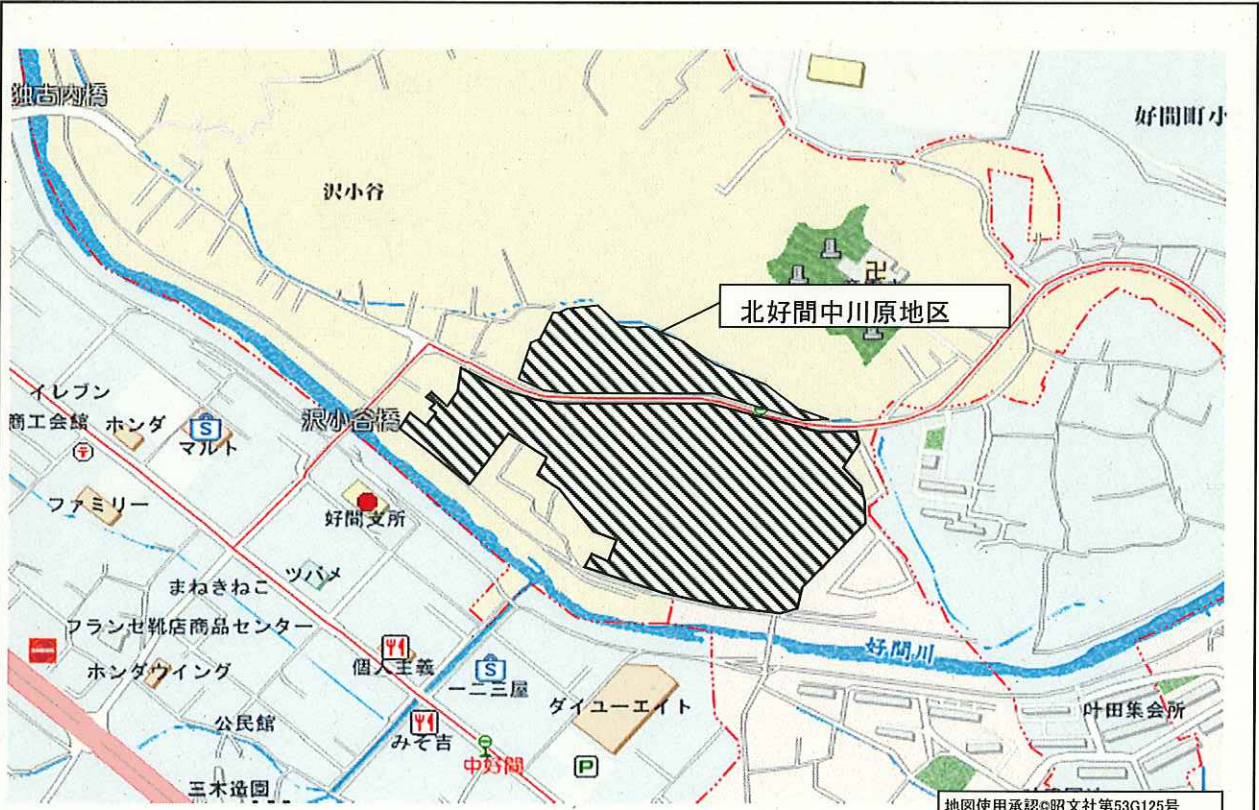 独古内橋
好間町小
沢小谷
卍
北好間中川原地区
イレブン
商工会館
ホンダ
S
マルト
沢小谷橋
〒
ファミリー
好間支所
まねきねこ
ツバメ
フランセ靴店商品センター
ホンダウイング
個人主義
S
一二三屋
好間川
ダイユーエイト
叶田集会所
公民館
みそ吉
中好間
P
三木造園
地図使用承認©昭文社第53G125号